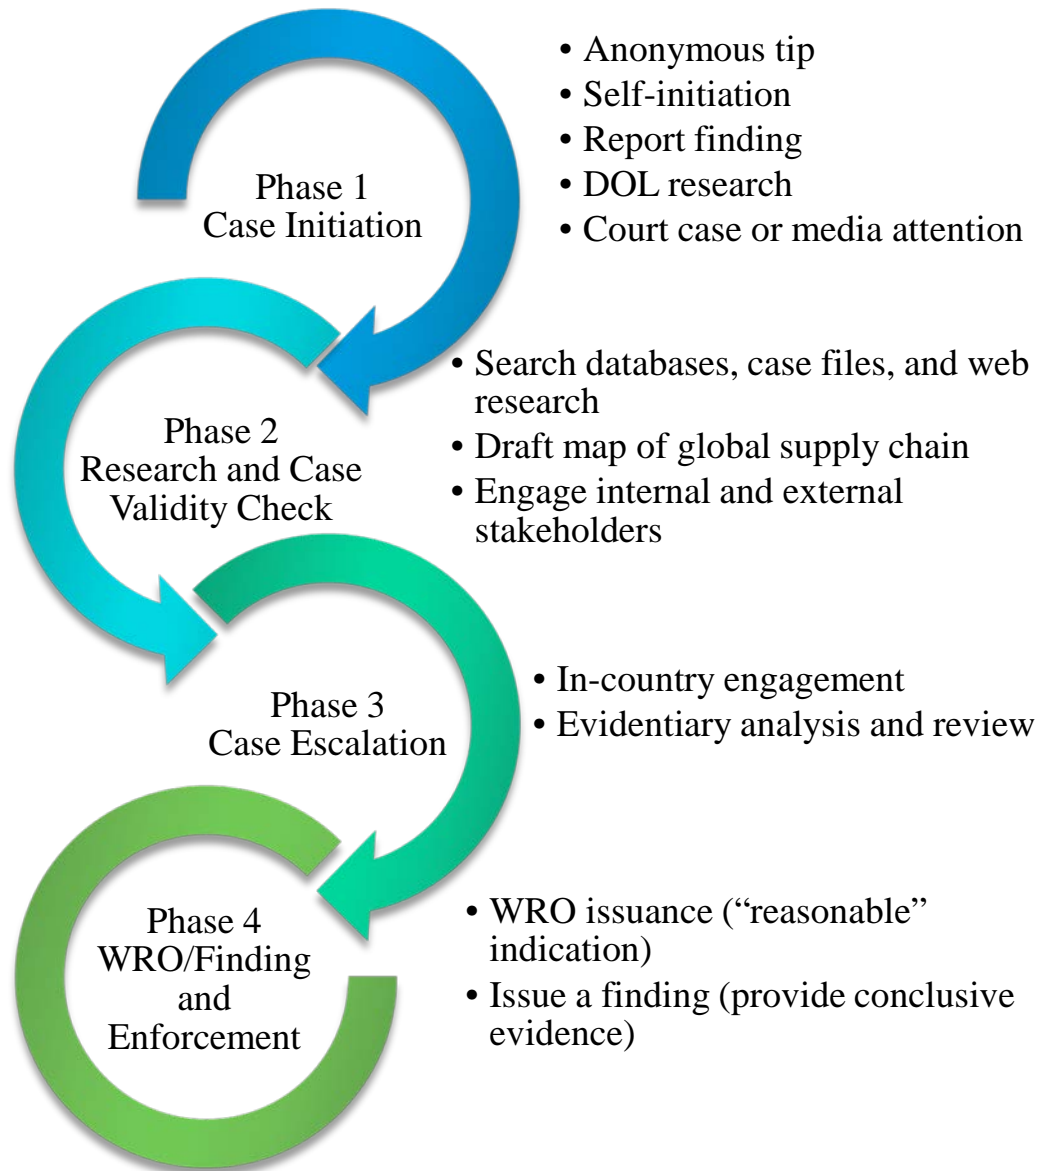 • Anonymous tip
• Self-initiation
• Report finding
• DOL research
• Court case or media attention
Phase 1
Case Initiation
• Search databases, case files, and web
research
• Draft map of global supply chain
• Engage internal and external
stakeholders
Phase 2
Research and Case
Validity Check
• In-country engagement
• Evidentiary analysis and review
Phase 3
Case Escalation
• WRO issuance (“reasonable”
indication)
• Issue a finding (provide conclusive
evidence)
Phase 4
WRO/Finding
and
Enforcement